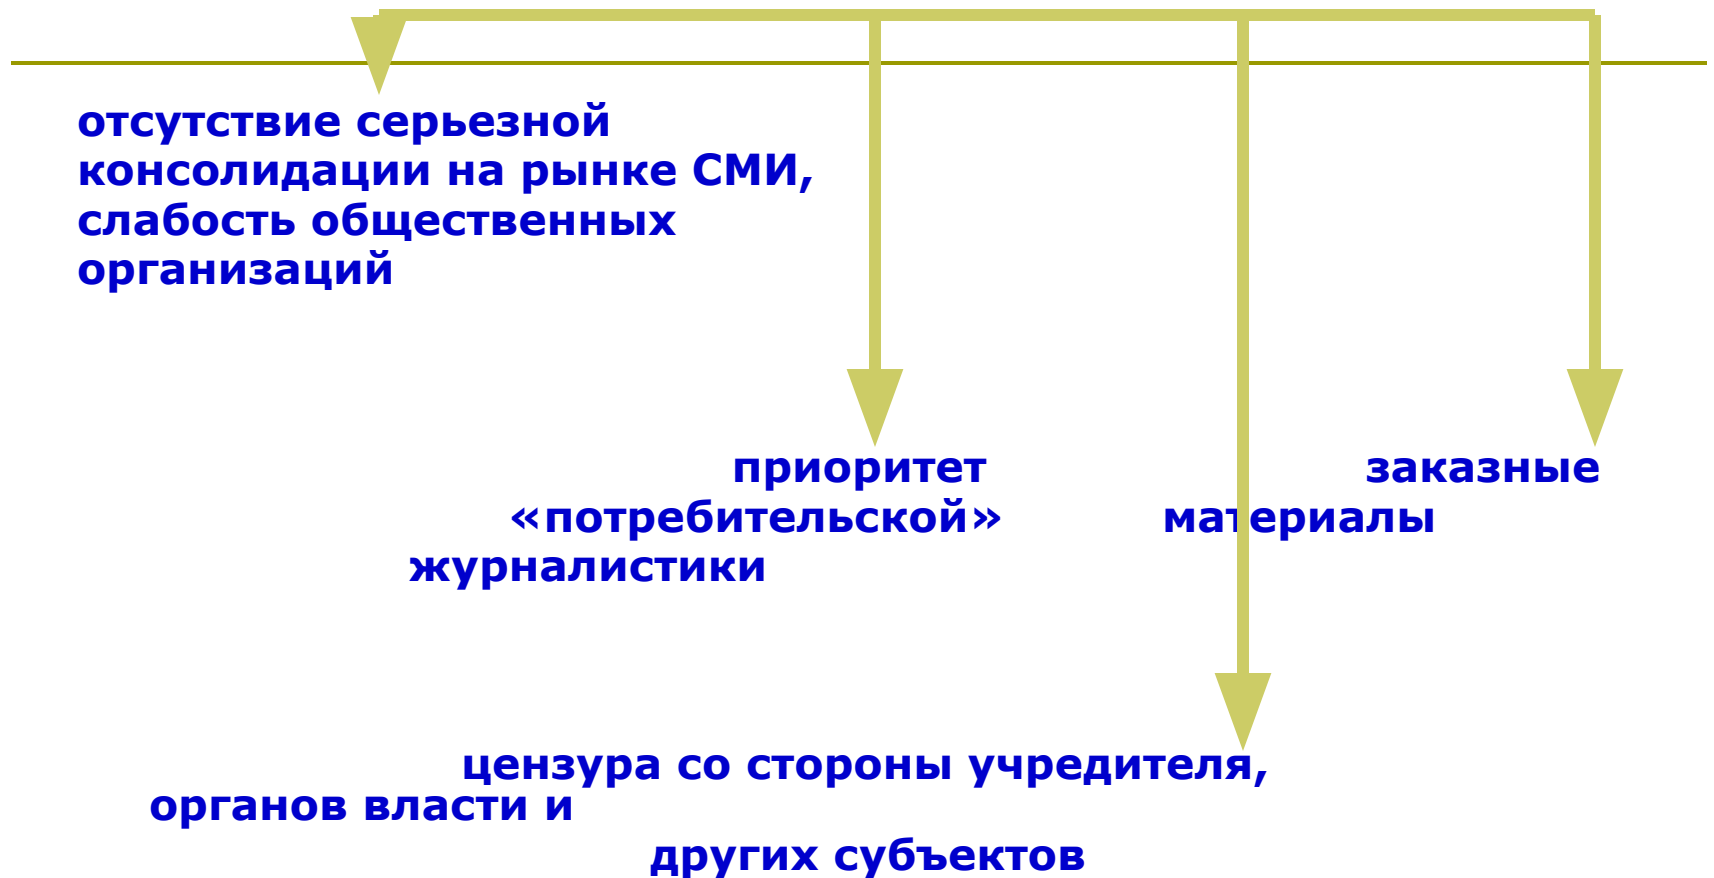 отсутствие серьезной
консолидации на рынке СМИ,
слабость общественных
организаций
приоритет заказные
«потребительской» материалы
журналистики
цензура со стороны учредителя,
органов власти и
других субъектов